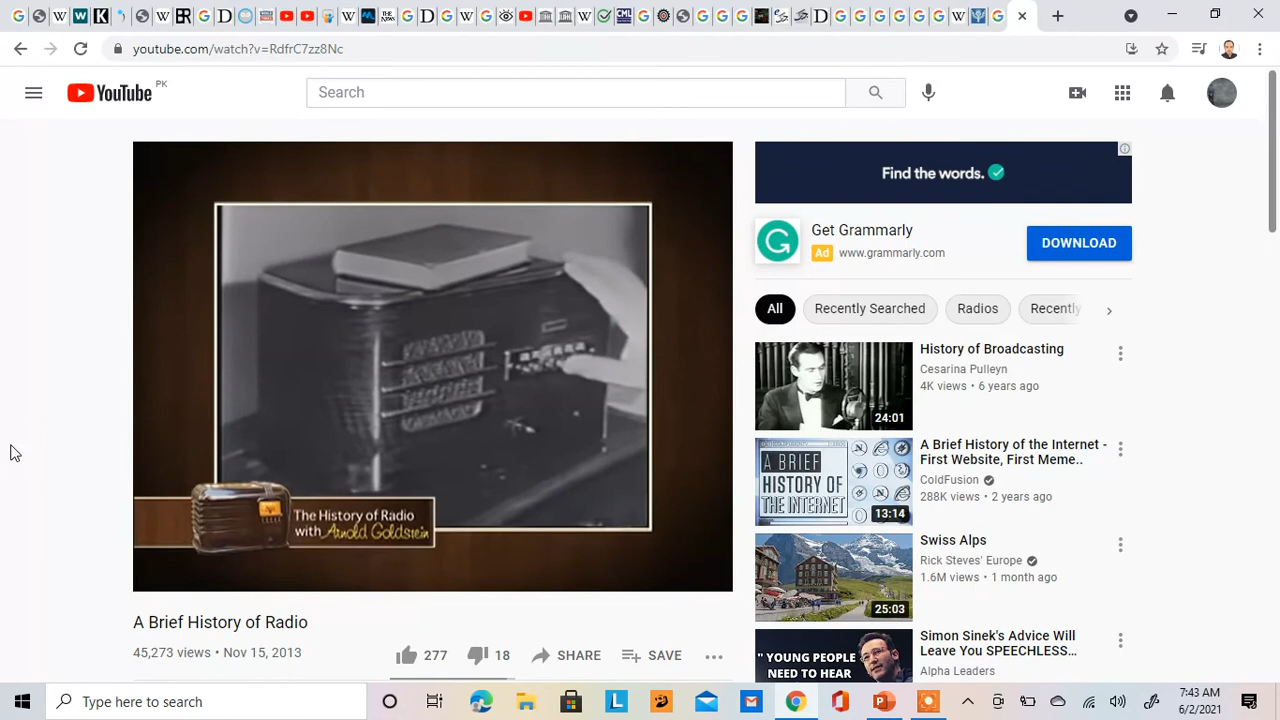 youtube.com/watch?v=RdfrC7zz8Nc
YouTube PK
Search
Find the words.
Get Grammarly
Ad www.grammarly.com
DOWNLOAD
All
Recently Searched
Radios
Recently
History of Broadcasting
Cesarina Pulleyn
4K views • 6 years ago
24:01
A BRIEF
HISTORY OF
THE INTERNET
13:14
A Brief History of the Internet -
First Website, First Meme..
ColdFusion
288K views • 2 years ago
Swiss Alps
Rick Steves' Europe
1.6M views • 1 month ago
25:03
" YOUNG PEOPLE
NEED TO HEAR
Simon Sinek's Advice Will
Leave You SPEECHLESS...
Alpha Leaders
The History of Radio
with Arnold Goldstein
A Brief History of Radio
45,273 views • Nov 15, 2013
277
18
SHARE
SAVE
Type here to search
7:43 AM
6/2/2021